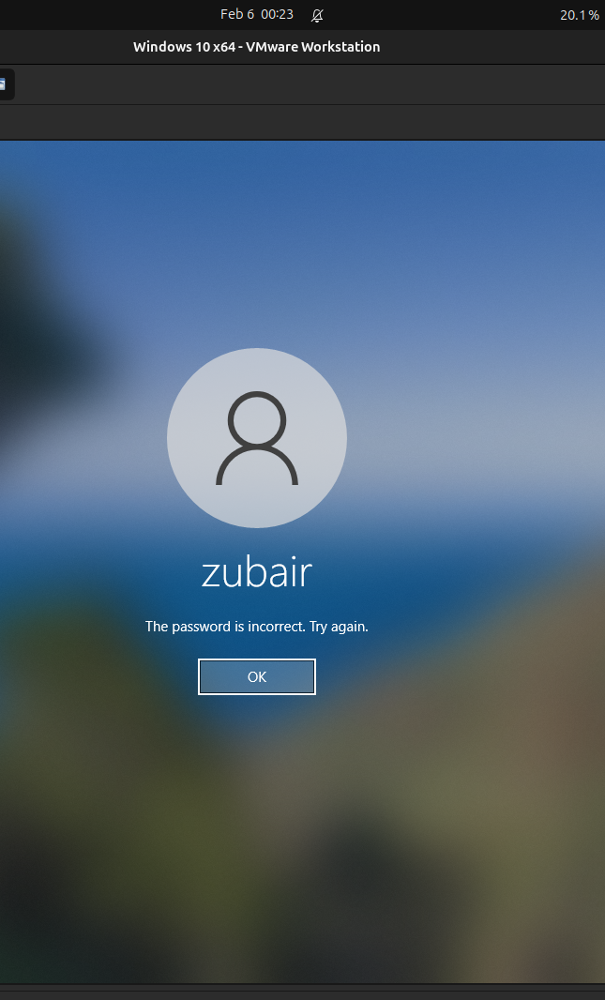 Feb 6 00:23
20.1 %
Windows 10 x64 - VMware Workstation
zubair
The password is incorrect. Try again.
OK